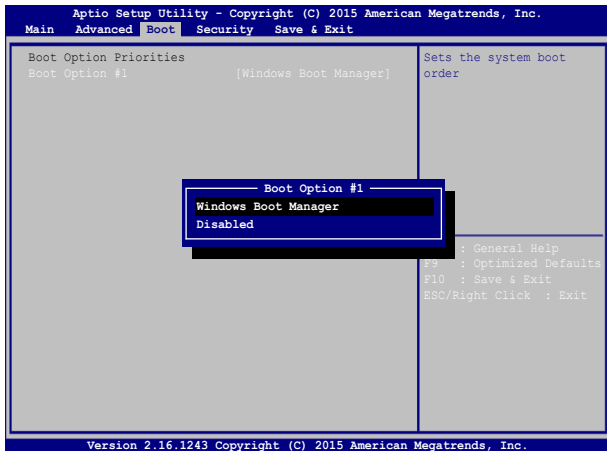 Aptio Setup Utility - Copyright (C) 2015 American Megatrends, Inc.
Main Advanced Boot Security Save & Exit
Boot Option Priorities
Boot Option #1 [Windows Boot Manager]
Sets the system boot
order
Boot Option #1
Windows Boot Manager
Disabled
: General Help
F9 : Optimized Defaults
F10 : Save & Exit
ESC/Right Click : Exit
Version 2.16.1243 Copyright (C) 2015 American Megatrends, Inc.